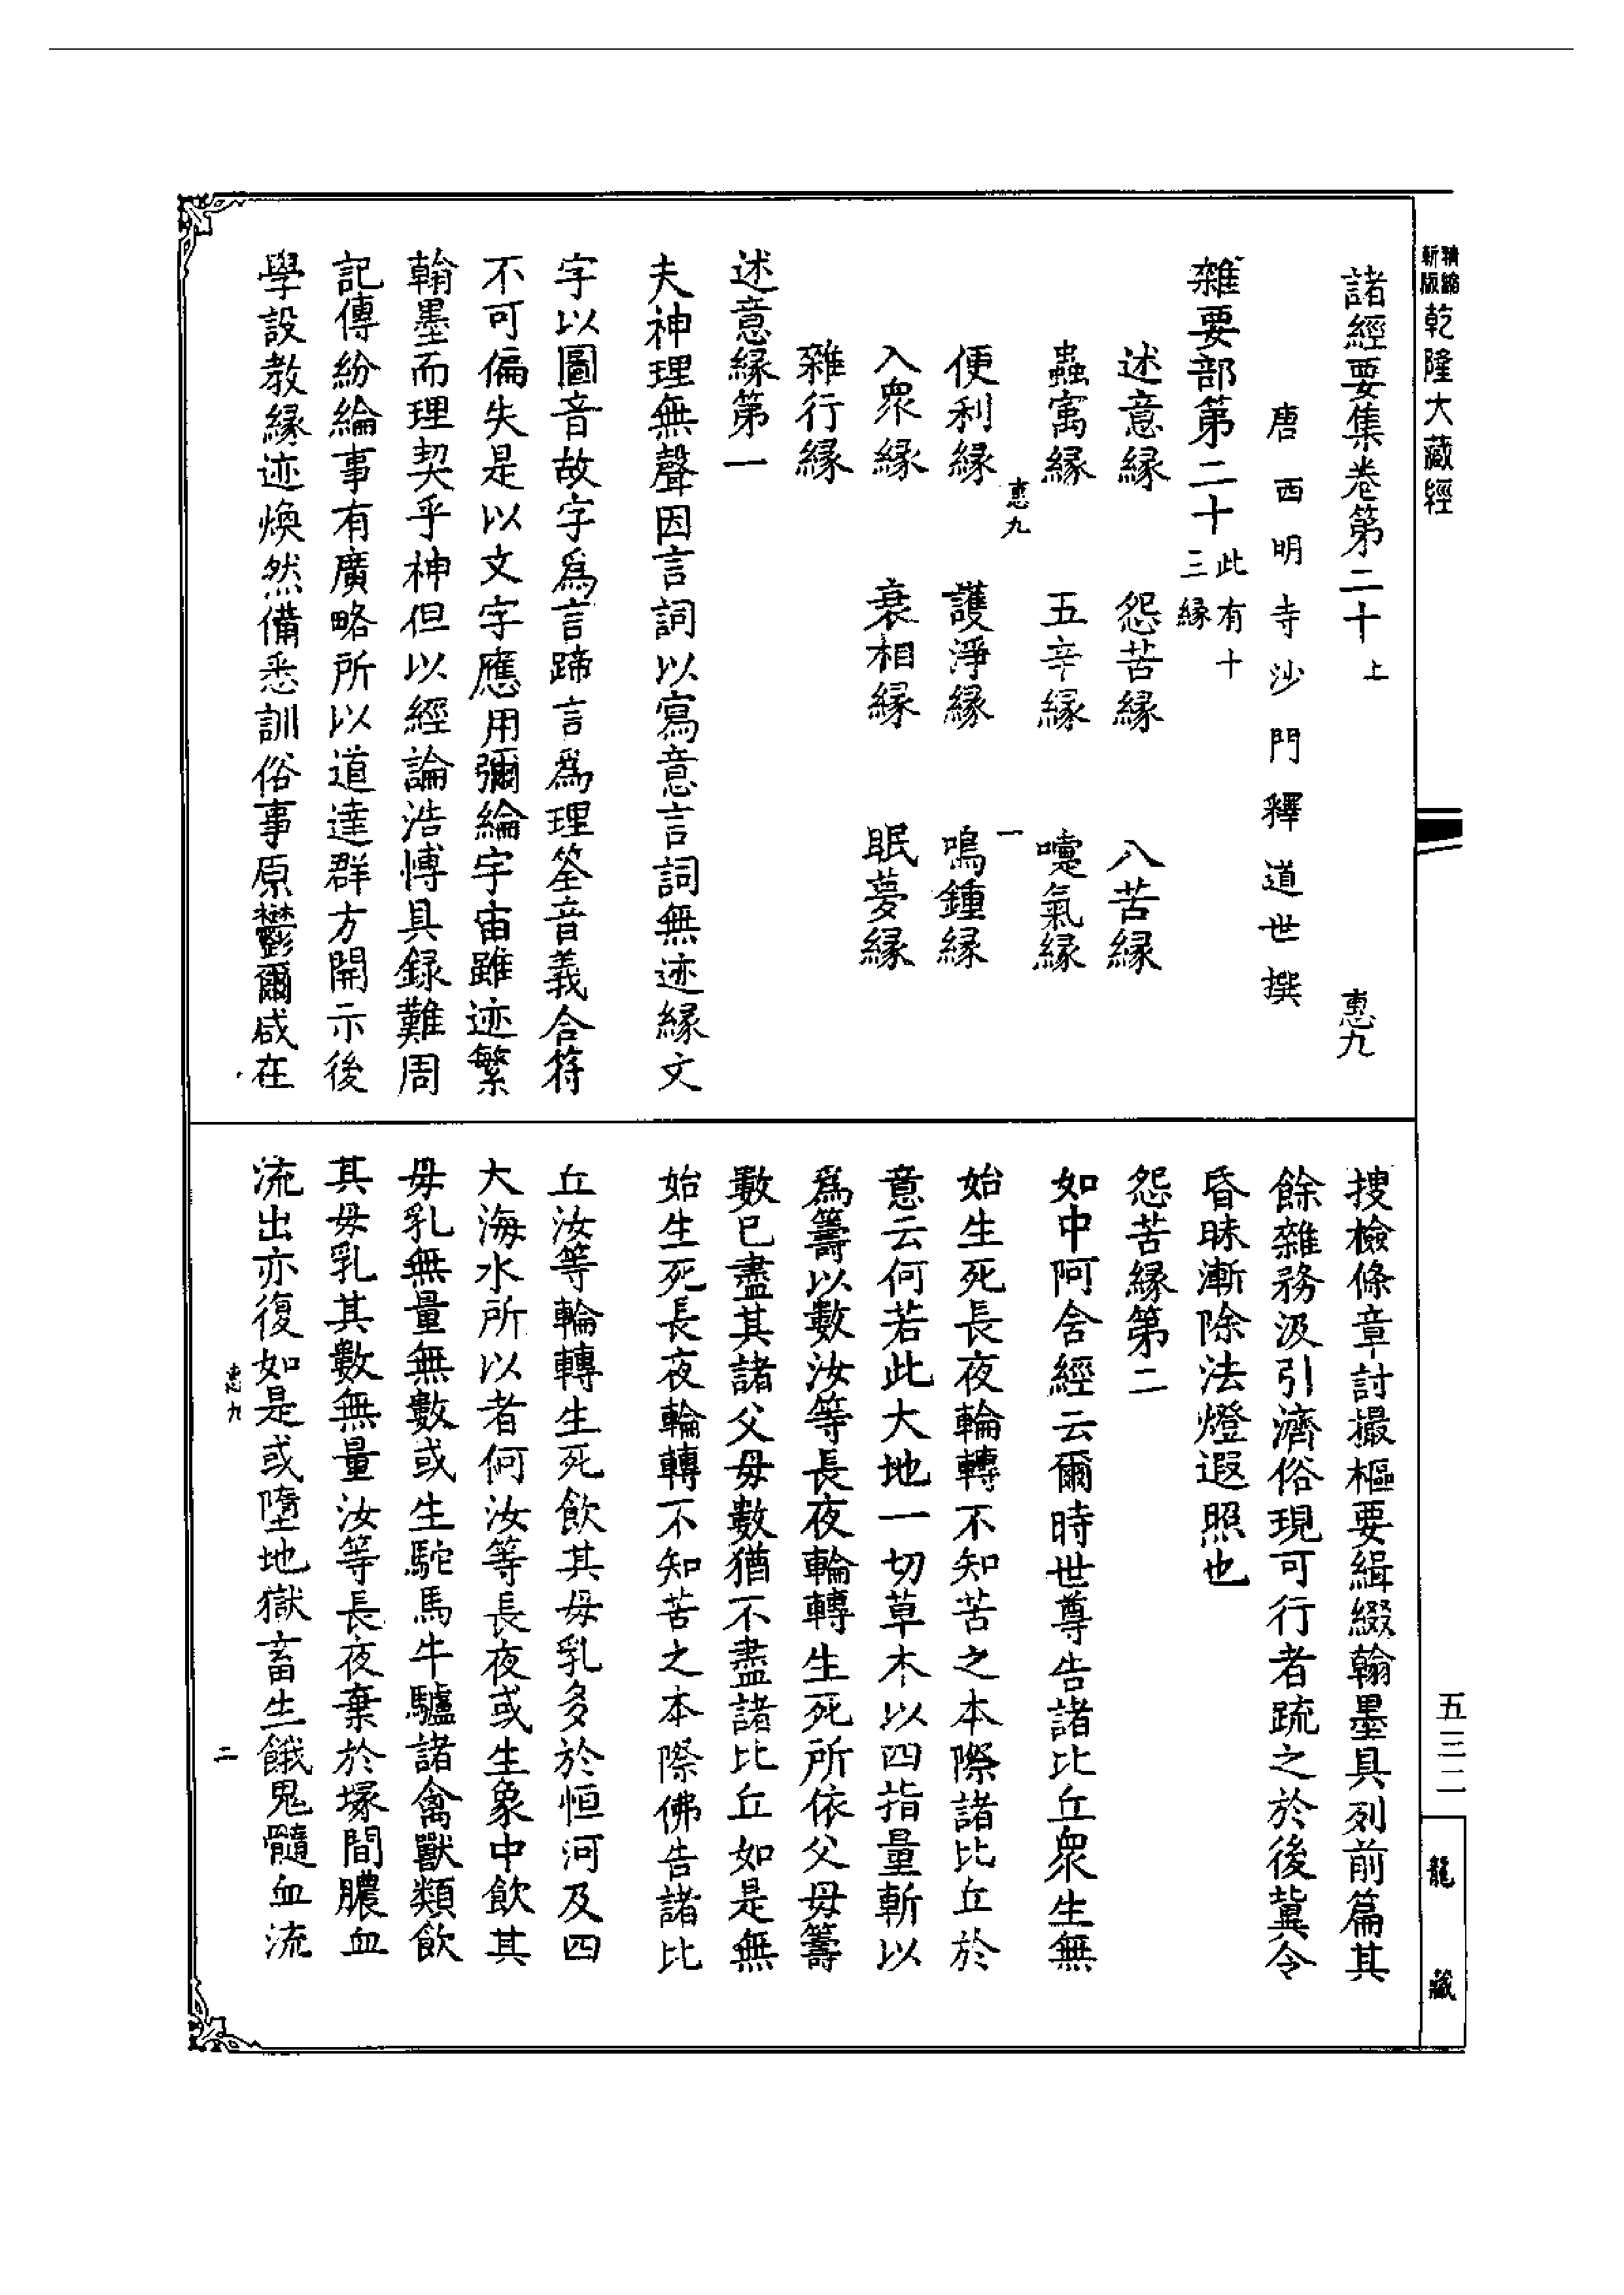 精縮新版乾隆大藏經
諸經要集卷第二十上 惠九
唐西明寺沙門釋道世撰
雜要部第二十 此有十三緣
述意緣 怨苦緣 八苦緣
蟲寓緣 五辛緣 嚏氣緣
惠九 一
便利緣 護淨緣 鳴鍾緣
入衆緣 衰相緣 眠夢緣
雜行緣
述意緣第一
夫神理無聲因言詞以寫意言詞無迹緣文
字以圖音故字爲言蹄言爲理筌音義合符
不可偏失是以文字應用彌綸宇宙雖迹繁
翰墨而理契乎神但以經論浩博具録難周
記傳紛綸事有廣略所以道達群方開示後
學設教緣迹煥然備悉訓俗事原鬱爾咸在
搜檢條章討撮樞要緝綴翰墨具列前篇其
餘雜務汲引濟俗現可行者疏之於後冀令
昏昧漸除法燈遐照也
怨苦緣第二
如中阿含經云爾時世尊告諸比丘衆生無
始生死長夜輪轉不知苦之本際諸比丘於
意云何若此大地一切草木以四指量斬以
爲籌以數汝等長夜輪轉生死所依父母籌
數已盡其諸父母數猶不盡諸比丘如是無
始生死長夜輪轉不知苦之本際佛告諸比
丘汝等輪轉生死飲其母乳多於恒河及四
大海水所以者何汝等長夜或生象中飲其
母乳無量無數或生駝馬牛驢諸禽獸類飲
其母乳其數無量汝等長夜棄於塚間膿血
流出亦復如是或墮地獄畜生餓鬼髓血流
惠九 二
五三二
龍藏